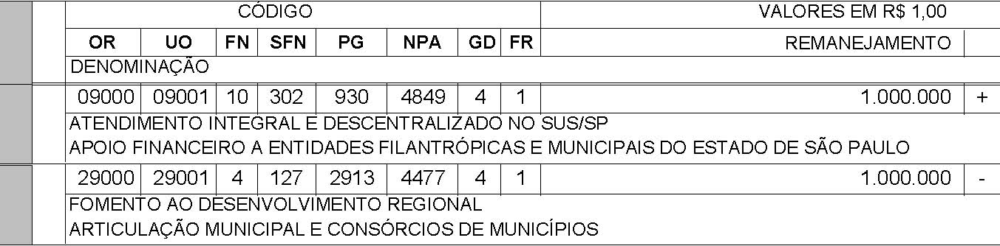 CÓDIGO VALORES EM R$ 1,00
OR UO FN SFN PG NPA GD FR REMANEJAMENTO
DENOMINAÇÃO
09000 09001 10 302 930 4849 4 1 1.000.000 +
ATENDIMENTO INTEGRAL E DESCENTRALIZADO NO SUS/SP
APOIO FINANCEIRO A ENTIDADES FILANTRÓPICAS E MUNICIPAIS DO ESTADO DE SÃO PAULO
29000 29001 4 127 2913 4477 4 1 1.000.000 -
FOMENTO AO DESENVOLVIMENTO REGIONAL
ARTICULAÇÃO MUNICIPAL E CONSÓRCIOS DE MUNICÍPIOS